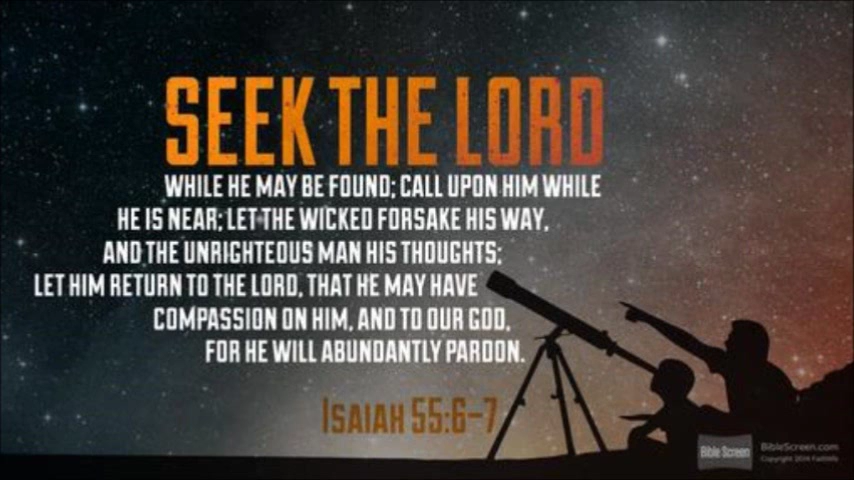 SEEK THE LORD
WHILE HE MAY BE FOUND; CALL UPON HIM WHILE
HE IS NEAR; LET THE WICKED FORSAKE HIS WAY,
AND THE UNRIGHTEOUS MAN HIS THOUGHTS;
LET HIM RETURN TO THE LORD, THAT HE MAY HAVE
COMPASSION ON HIM, AND TO OUR GOD,
FOR HE WILL ABUNDANTLY PARDON.
ISAIAH 55:6-7
Bible Screen
BibleScreen.com
Copyright 2014 Faithlife